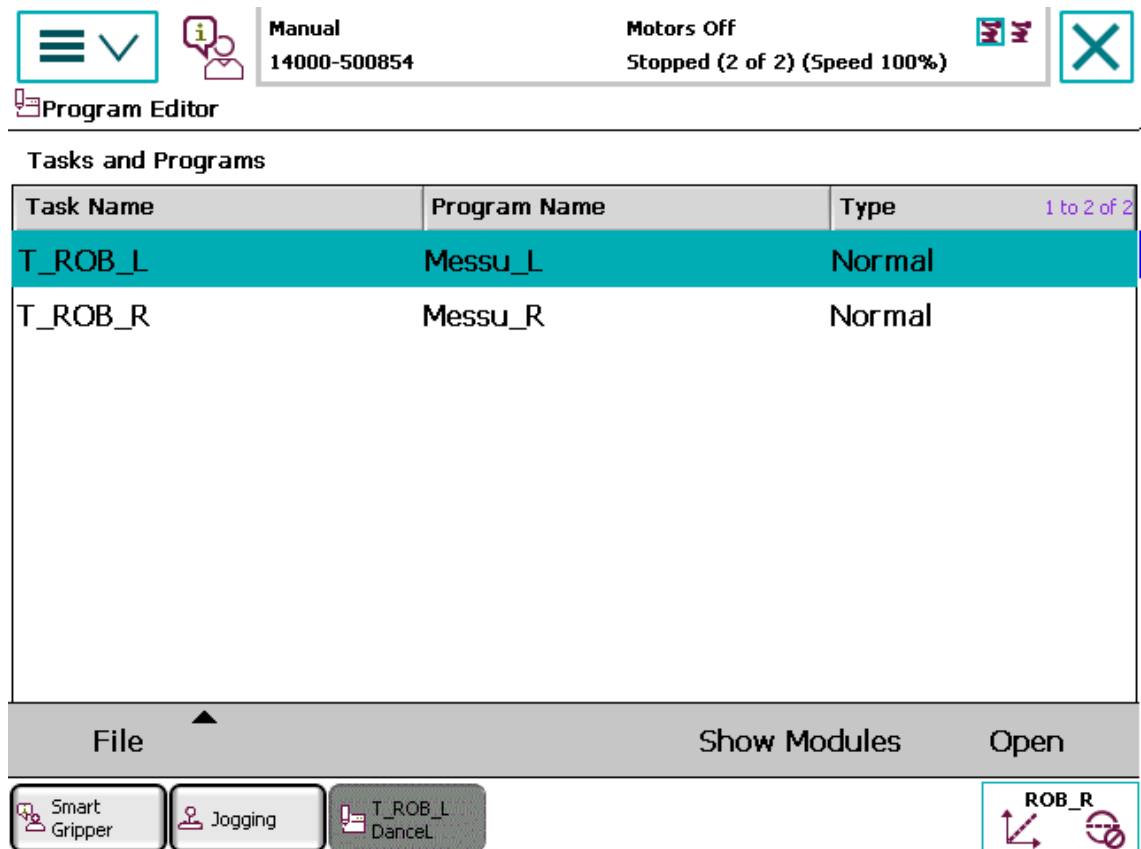 Manual Motors Off
14000-500854 Stopped (2 of 2) (Speed 100%)
Program Editor
Tasks and Programs
Task Name Program Name Type 1 to 2 of 2
T_ROB_L Messu_L Normal
T_ROB_R Messu_R Normal
File Show Modules Open
Smart Gripper
Jogging
T_ROB_L
DanceL
ROB_R